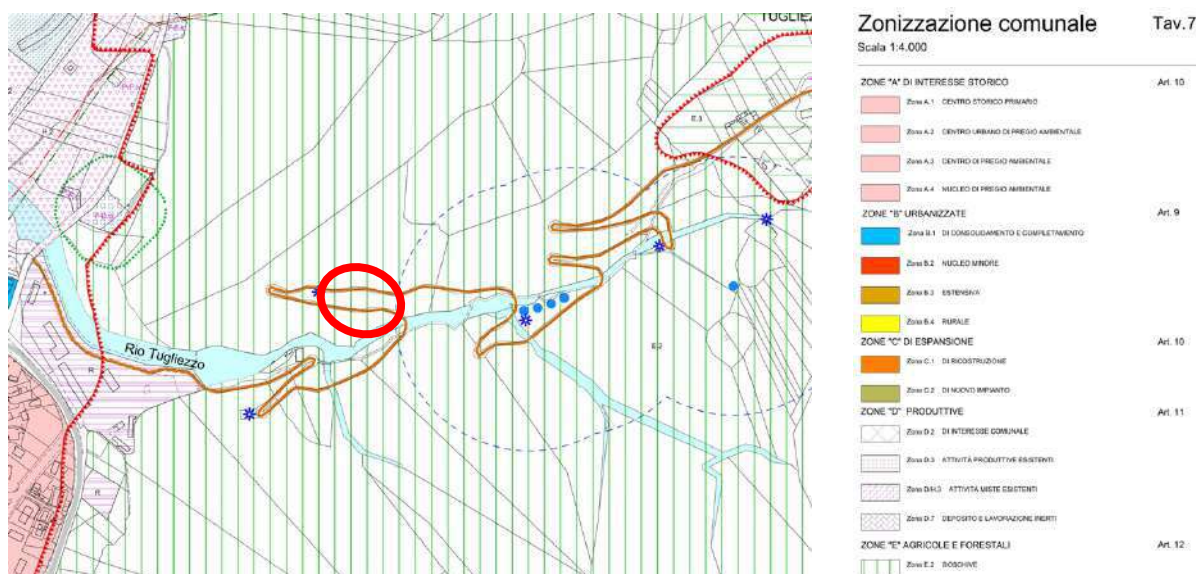 TUGLIEZZ
E.3
Rio Tugliezzo
E.2
R
R
Zonizzazione comunale Tav.7
Scala 1:4.000
ZONE "A" DI INTERESSE STORICO Art. 10
Zona A.1 CENTRO STORICO PRIMARIO
Zona A.2 CENTRO URBANO DI PREGIO AMBIENTALE
Zona A.3 CENTRO DI PREGIO AMBIENTALE
Zona A.4 NUCLEO DI PREGIO AMBIENTALE
ZONE "B" URBANIZZATE Art. 9
Zona B.1 DI CONSOLIDAMENTO E COMPLETAMENTO
Zona B.2 NUCLEO MINORE
Zona B.3 ESTENSIVA
Zona B.4 RURALE
ZONE "C" DI ESPANSIONE Art. 10
Zona C.1 DI RICOSTRUZIONE
Zona C.2 DI NUOVO IMPIANTO
ZONE "D" PRODUTTIVE Art. 11
Zona D.2 DI INTERESSE COMUNALE
Zona D.3 ATTIVITÀ PRODUTTIVE ESISTENTI
Zona D/H.3 ATTIVITÀ MISTE ESISTENTI
Zona D.7 DEPOSITO E LAVORAZIONE INERTI
ZONE "E" AGRICOLE E FORESTALI Art. 12
Zona E.2 BOSCHIVE